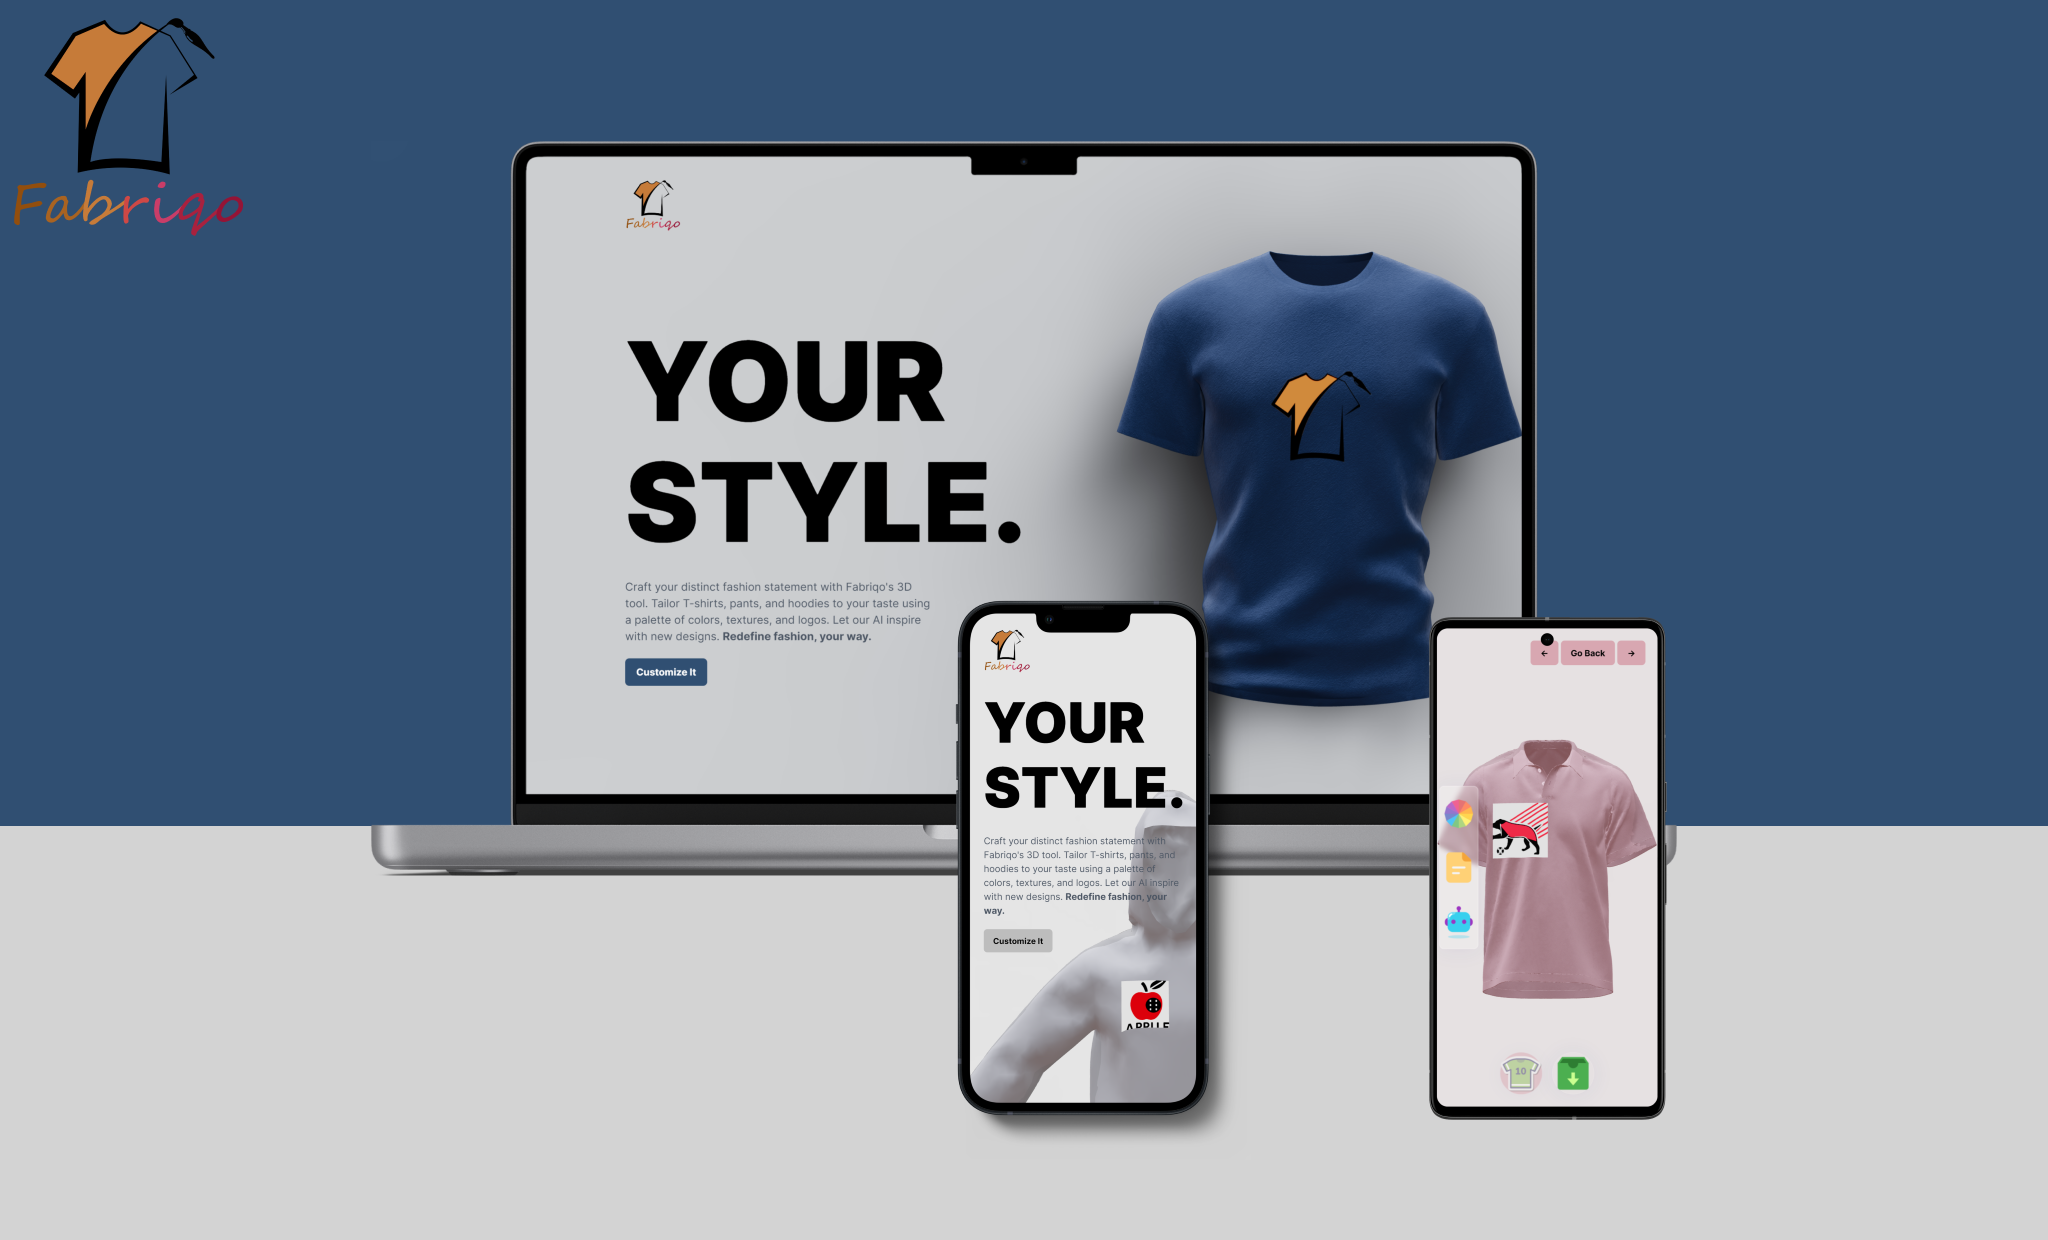 Fabriqo
Fabriqo
YOUR
STYLE.
Craft your distinct fashion statement with Fabriqo's 3D
tool. Tailor T-shirts, pants, and hoodies to your taste using
a palette of colors, textures, and logos. Let our AI inspire
with new designs. Redefine fashion, your way.
Customize It
Fabriqo
YOUR
STYLE.
Craft your distinct fashion statement with
Fabriqo's 3D tool. Tailor T-shirts, pants, and
hoodies to your taste using a palette of
colors, textures, and logos. Let our AI inspire
with new designs. Redefine fashion, your
way.
Customize It
← Go Back →
10